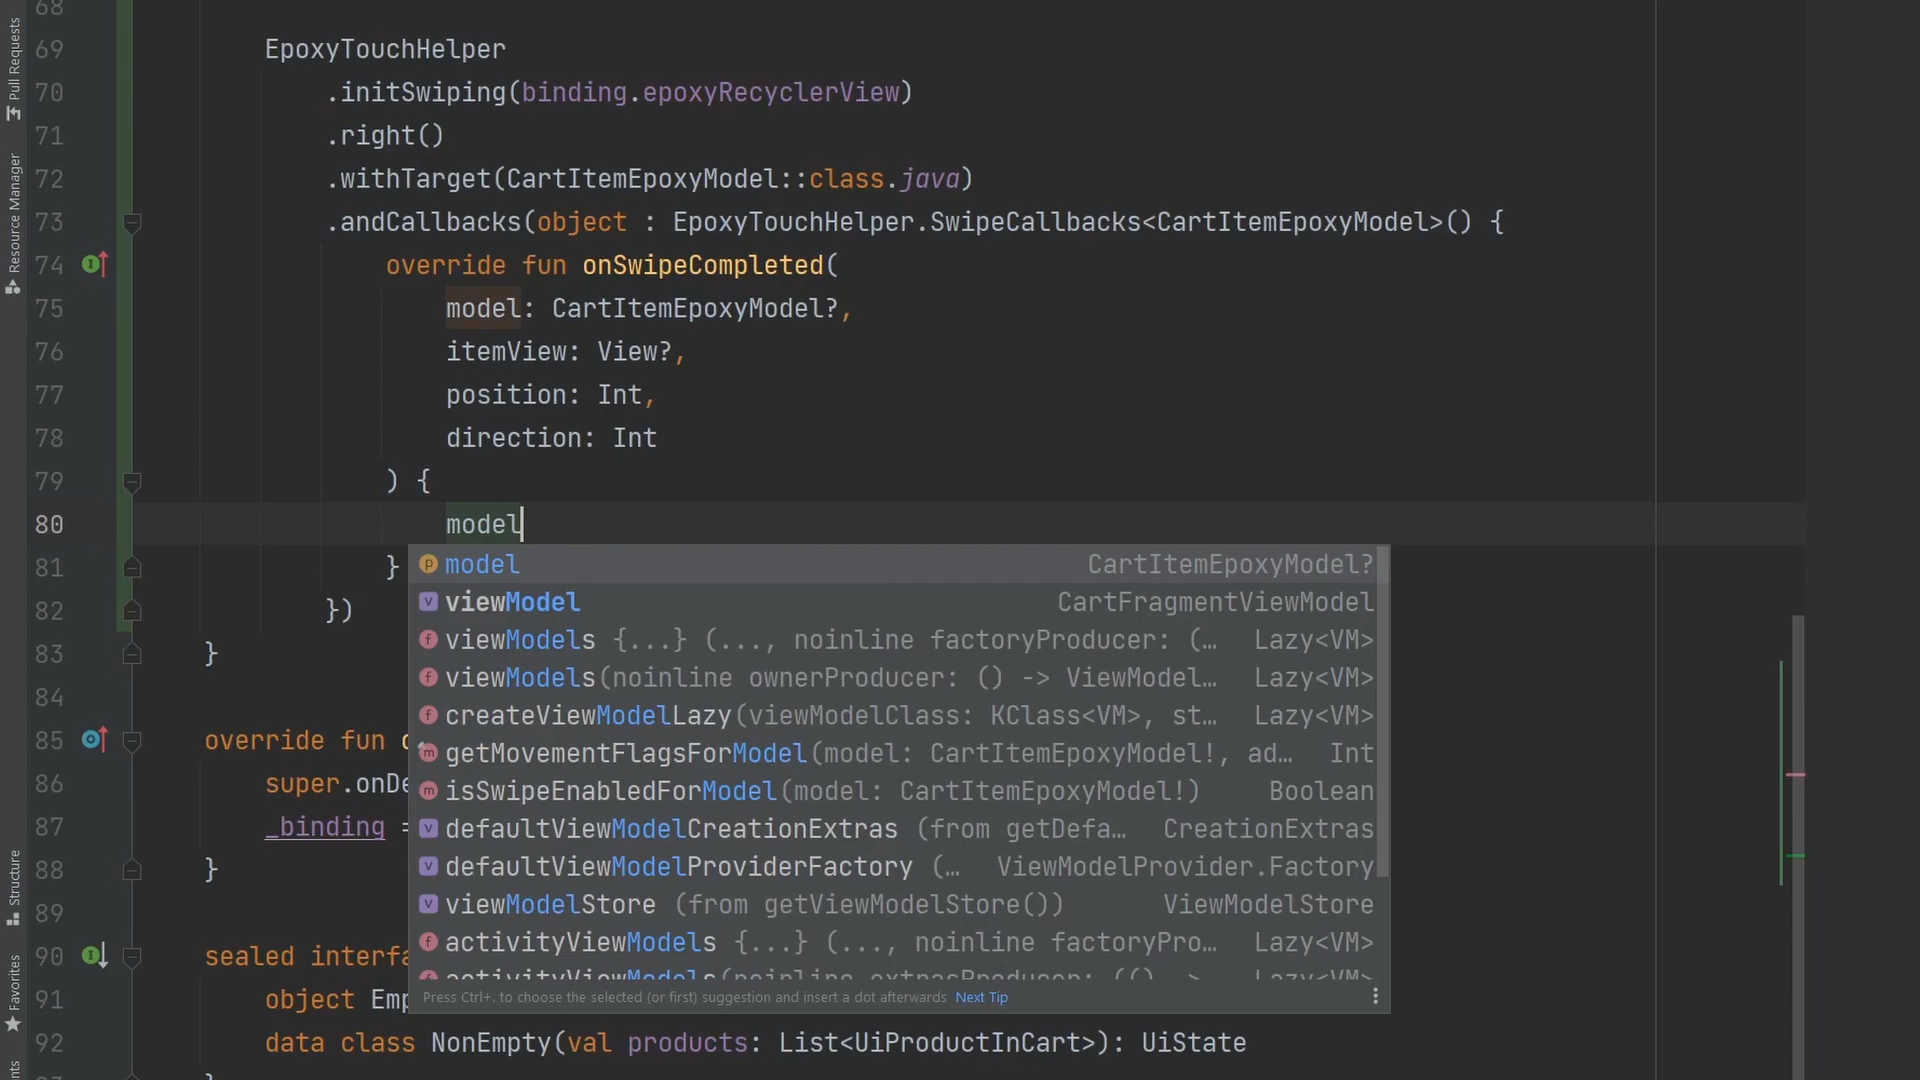 68
69 EpoxyTouchHelper
70 .initSwiping(binding.epoxyRecyclerView)
71 .right()
72 .withTarget(CartItemEpoxyModel::class.java)
73 .andCallbacks(object : EpoxyTouchHelper.SwipeCallbacks<CartItemEpoxyModel>() {
74 override fun onSwipeCompleted(
75 model: CartItemEpoxyModel?,
76 itemView: View?,
77 position: Int,
78 direction: Int
79 ) {
80 model
81 }
82 })
83 }
84
85 override fun
86 super.onDe
87 _binding =
88 }
89
90 sealed interfa
91 object Emp
92 data class NonEmpty(val products: List<UiProductInCart>): UiState
model CartItemEpoxyModel?
viewModel CartFragmentViewModel
viewModels {...} (..., noinline factoryProducer: (... Lazy<VM>
viewModels(noinline ownerProducer: () -> ViewModel... Lazy<VM>
createViewModelLazy(viewModelClass: KClass<VM>, st... Lazy<VM>
getMovementFlagsForModel(model: CartItemEpoxyModel!, ad... Int
isSwipeEnabledForModel(model: CartItemEpoxyModel!) Boolean
defaultViewModelCreationExtras (from getDefa... CreationExtras
defaultViewModelProviderFactory (... ViewModelProvider.Factory
viewModelStore (from getViewModelStore()) ViewModelStore
activityViewModels {...} (..., noinline factoryPro... Lazy<VM>
activityViewModels(noinline extrasProducer: (() -> Lazy<VM>
Press Ctrl+. to choose the selected (or first) suggestion and insert a dot afterwards Next Tip
Pull Requests
Resource Manager
Structure
Favorites